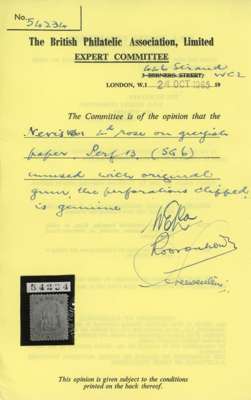 No. 54234
The British Philatelic Association, Limited
EXPERT COMMITTEE
446 Strand
3 BERNERS STREET, WC2
LONDON, W.1 24 OCT 1965 19
The Committee is of the opinion that the
Nevis 4d rose on greyish
paper, Perf. 13, (SG 6)
unused with original
gum the perforations clipped,
is genuine
54234
This opinion is given subject to the conditions
printed on the back thereof.